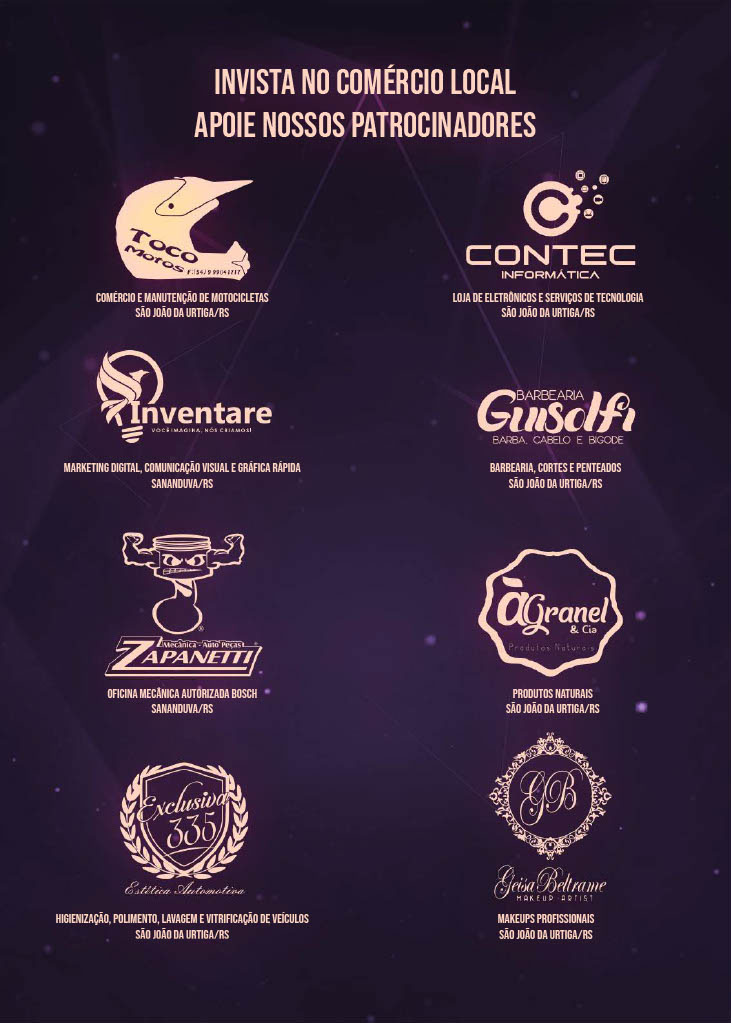 INVISTA NO COMÉRCIO LOCAL
APOIE NOSSOS PATROCINADORES
TOCO
MOTOS
COMÉRCIO E MANUTENÇÃO DE MOTOCICLETAS
SÃO JOÃO DA URTIGA/RS
CONTEC
INFORMÁTICA
LOJA DE ELETRÔNICOS E SERVIÇOS DE TECNOLOGIA
SÃO JOÃO DA URTIGA/RS
Inventare
VOCÊ IMAGINA, NÓS CRIAMOS!
MARKETING DIGITAL, COMUNICAÇÃO VISUAL E GRÁFICA RÁPIDA
SANANDUVA/RS
BARBEARIA
Guisolfi
BARBA, CABELO E BIGODE
BARBEARIA, CORTES E PENTEADOS
SÃO JOÃO DA URTIGA/RS
Mecânica - Auto Peças
ZAPANETTI
OFICINA MECÂNICA AUTORIZADA BOSCH
SANANDUVA/RS
àGranel
& Cia
Produtos Naturais
PRODUTOS NATURAIS
SÃO JOÃO DA URTIGA/RS
Exclusiva
335
Estética Automotiva
HIGIENIZAÇÃO, POLIMENTO, LAVAGEM E VITRIFICAÇÃO DE VEÍCULOS
SÃO JOÃO DA URTIGA/RS
GB
Geisa Beltrame
MAKEUP ARTIST
MAKEUPS PROFISSIONAIS
SÃO JOÃO DA URTIGA/RS